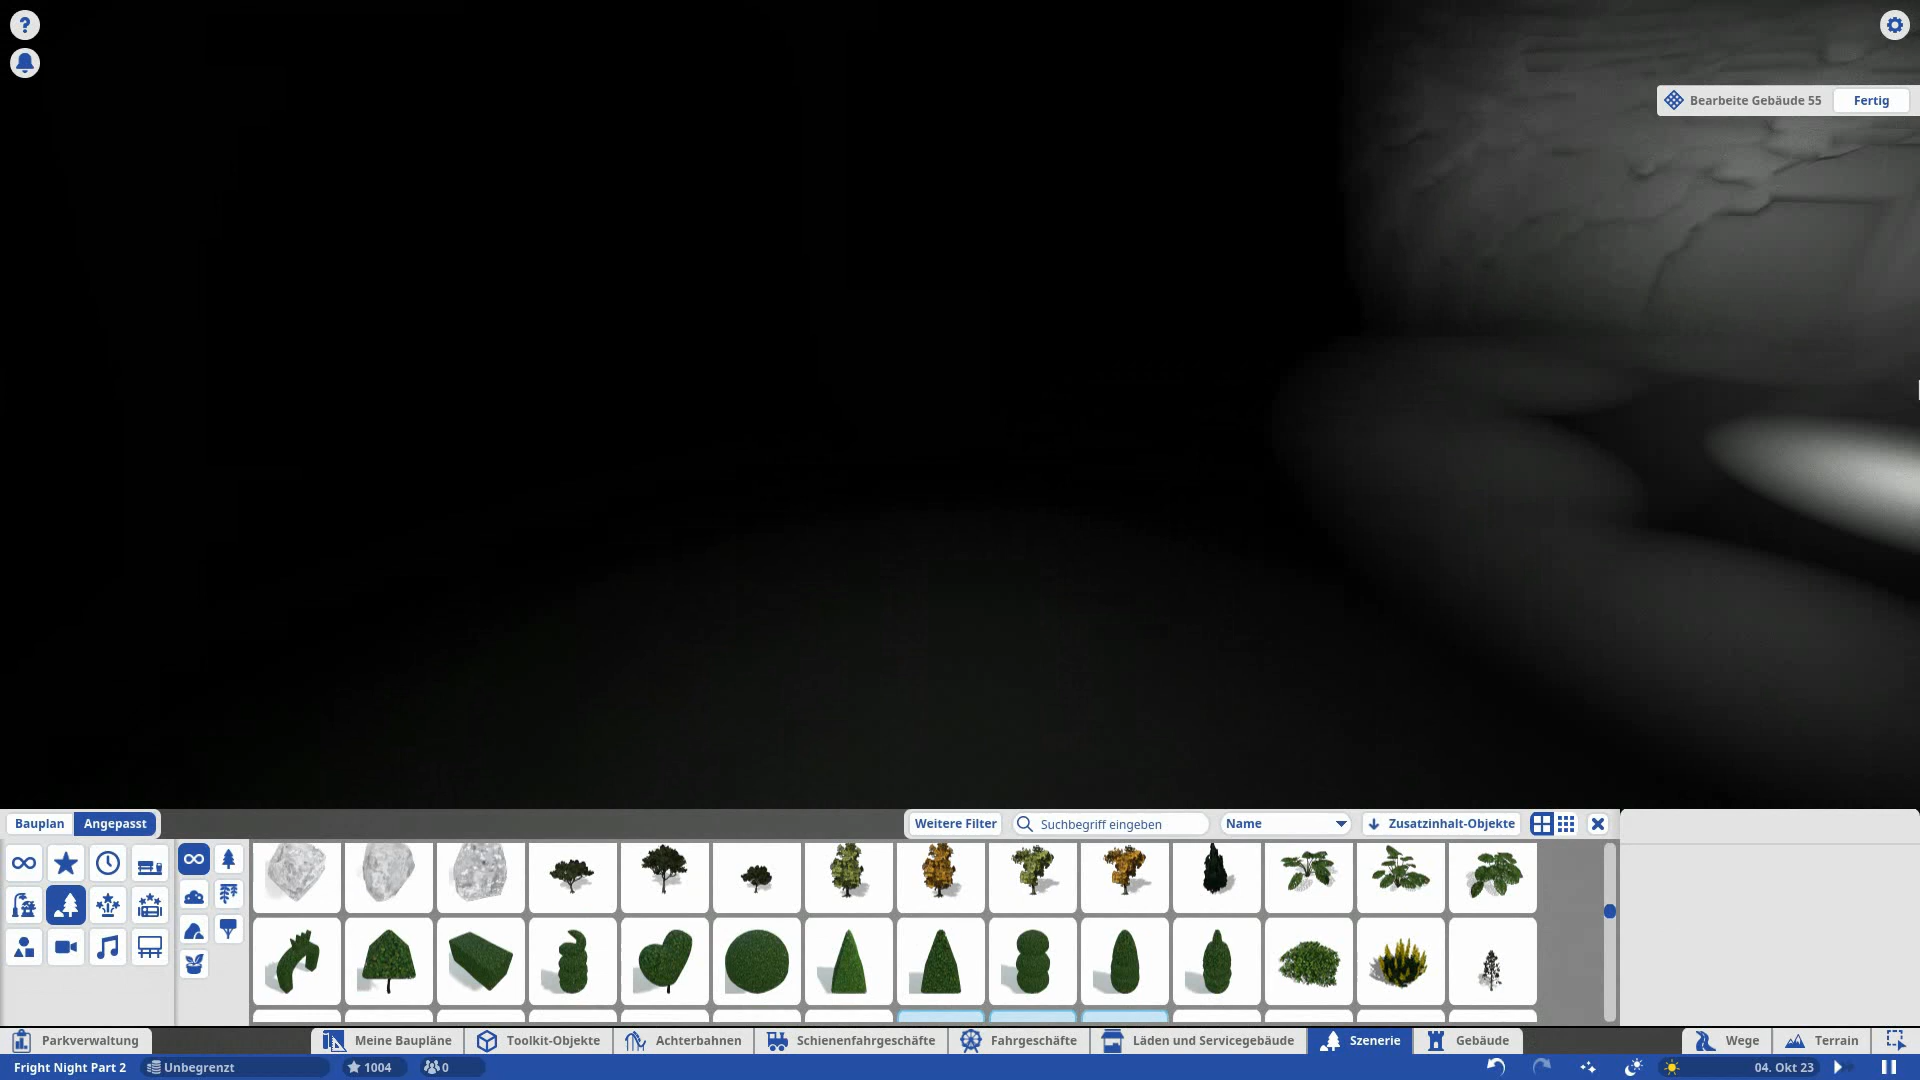 Bearbeite Gebäude 55
Fertig
Bauplan
Angepasst
Weitere Filter
Suchbegriff eingeben
Name
Zusatzinhalt-Objekte
Parkverwaltung
Meine Baupläne
Toolkit-Objekte
Achterbahnen
Schienenfahrgeschäfte
Fahrgeschäfte
Läden und Servicegebäude
Szenerie
Gebäude
Wege
Terrain
Fright Night Part 2
Unbegrenzt
1004
0
04. Okt 23